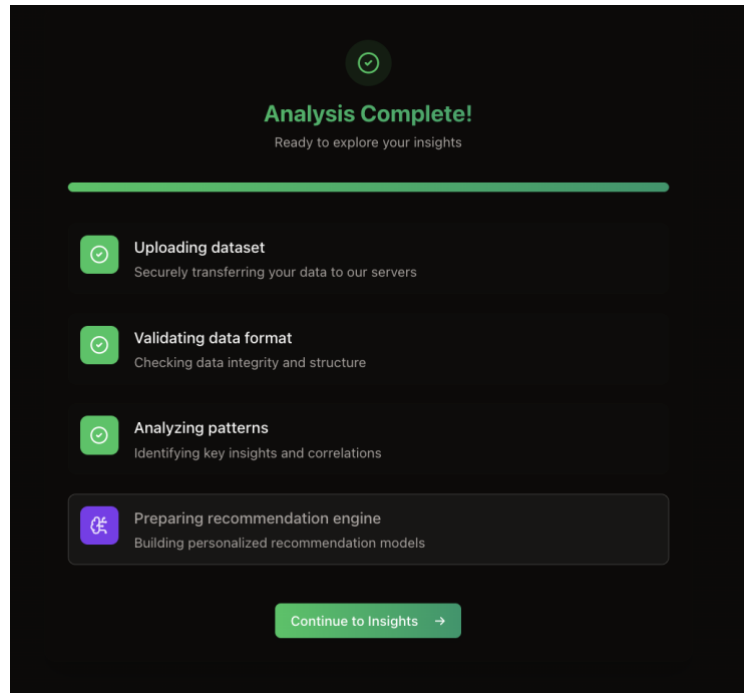 Analysis Complete!
Ready to explore your insights
Uploading dataset
Securely transferring your data to our servers
Validating data format
Checking data integrity and structure
Analyzing patterns
Identifying key insights and correlations
Preparing recommendation engine
Building personalized recommendation models
Continue to Insights →